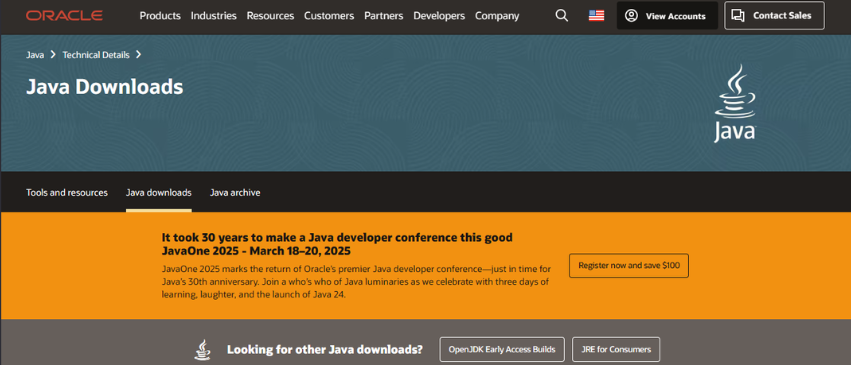 ORACLE Products Industries Resources Customers Partners Developers Company View Accounts Contact Sales
Java Technical Details
Java Downloads
Java
Tools and resources Java downloads Java archive
It took 30 years to make a Java developer conference this good
JavaOne 2025 - March 18–20, 2025
JavaOne 2025 marks the return of Oracle's premier Java developer conference—just in time for
Java's 30th anniversary. Join a who's who of Java luminaries as we celebrate with three days of
learning, laughter, and the launch of Java 24.
Register now and save $100
Looking for other Java downloads? OpenJDK Early Access Builds JRE for Consumers